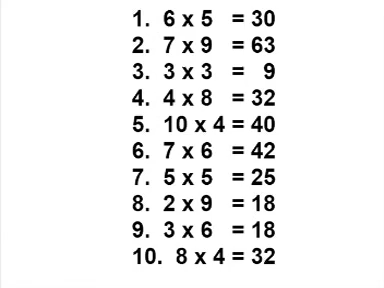 1. 6 x 5 = 30
2. 7 x 9 = 63
3. 3 x 3 = 9
4. 4 x 8 = 32
5. 10 x 4 = 40
6. 7 x 6 = 42
7. 5 x 5 = 25
8. 2 x 9 = 18
9. 3 x 6 = 18
10. 8 x 4 = 32